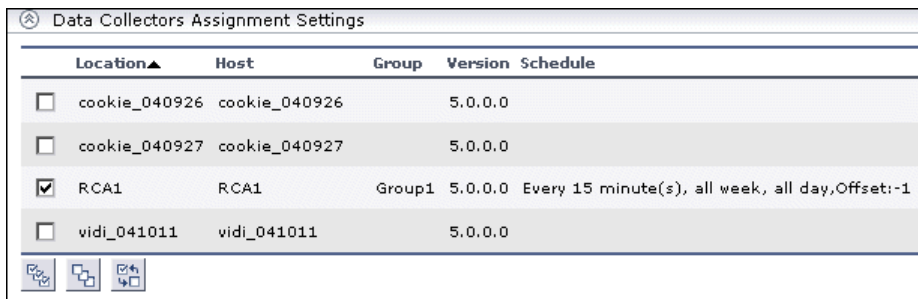 Data Collectors Assignment Settings
Location Host Group Version Schedule
cookie_040926 cookie_040926 5.0.0.0
cookie_040927 cookie_040927 5.0.0.0
RCA1 RCA1 Group1 5.0.0.0 Every 15 minute(s), all week, all day,Offset:-1
vidi_041011 vidi_041011 5.0.0.0